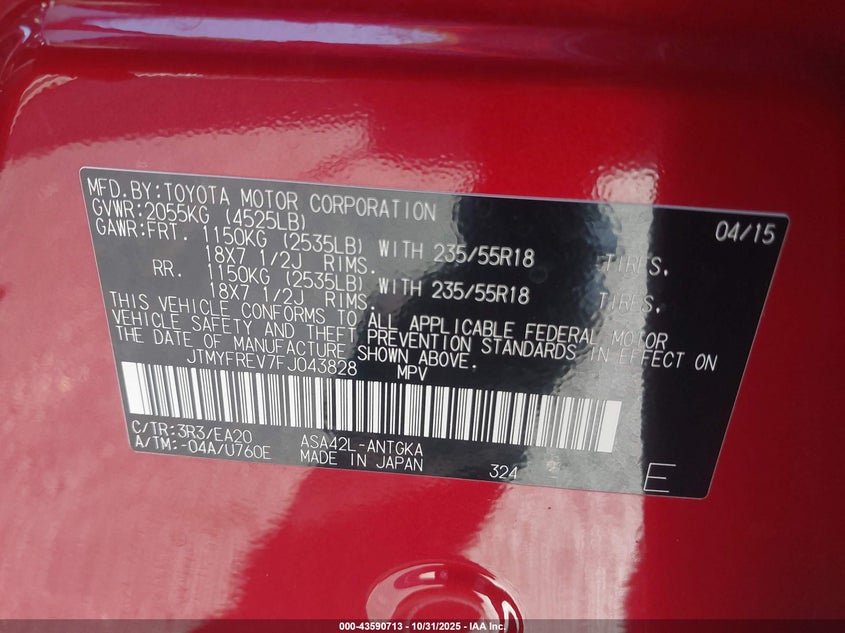 MFD.BY:TOYOTA MOTOR CORPORATION 04/15
GVWR:2055KG (4525LB)
GAWR:FRT. 1150KG (2535LB) WITH 235/55R18 TIRES.
18X7 1/2J RIMS.
RR. 1150KG (2535LB) WITH 235/55R18 TIRES.
18X7 1/2J RIMS.
THIS VEHICLE CONFORMS TO ALL APPLICABLE FEDERAL MOTOR
VEHICLE SAFETY AND THEFT PREVENTION STANDARDS IN EFFECT ON
THE DATE OF MANUFACTURE SHOWN ABOVE.
JTMYFREV7FJ043828 MPV
C/TR:3R3/EA20 ASA42L-ANTGKA
A/TM:-04A/U760E MADE IN JAPAN 324 E
000-43590713 - 10/31/2025 - IAA Inc.